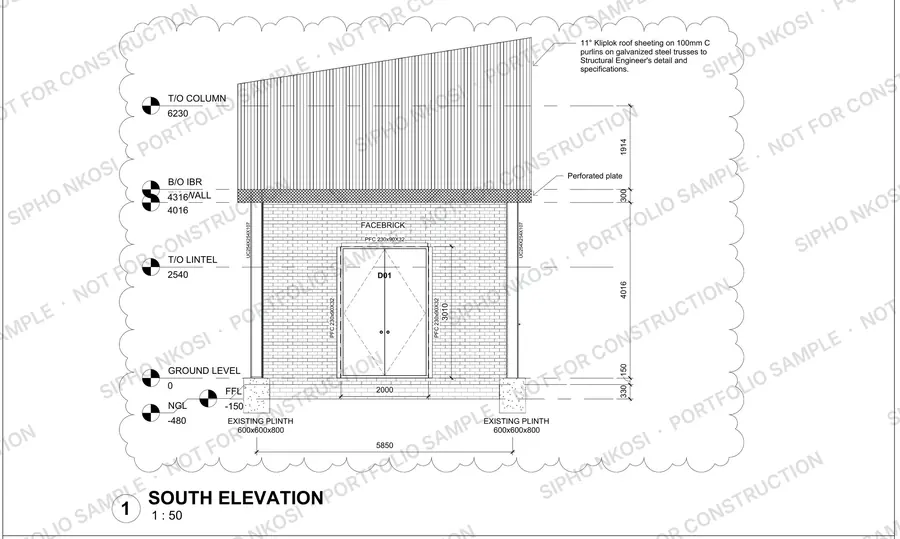 11° Kliplok roof sheeting on 100mm C
purlins on galvanized steel trusses to
Structural Engineer's detail and
specifications.
T/O COLUMN
6230
1914
Perforated plate
B/O IBR
4316
WALL
4016
300
FACEBRICK
PFC 230x90X32
UC254X254X107
UC254X254X107
T/O LINTEL
2540
D01
PFC 230x90X32
PFC 230x90X32
3010
4016
GROUND LEVEL
0
150
FFL
-150
330
NGL
-480
2000
EXISTING PLINTH
600x600x800
EXISTING PLINTH
600x600x800
5850
1
SOUTH ELEVATION
1 : 50
SIPHO NKOSI · PORTFOLIO SAMPLE · NOT FOR CONSTRUCTION